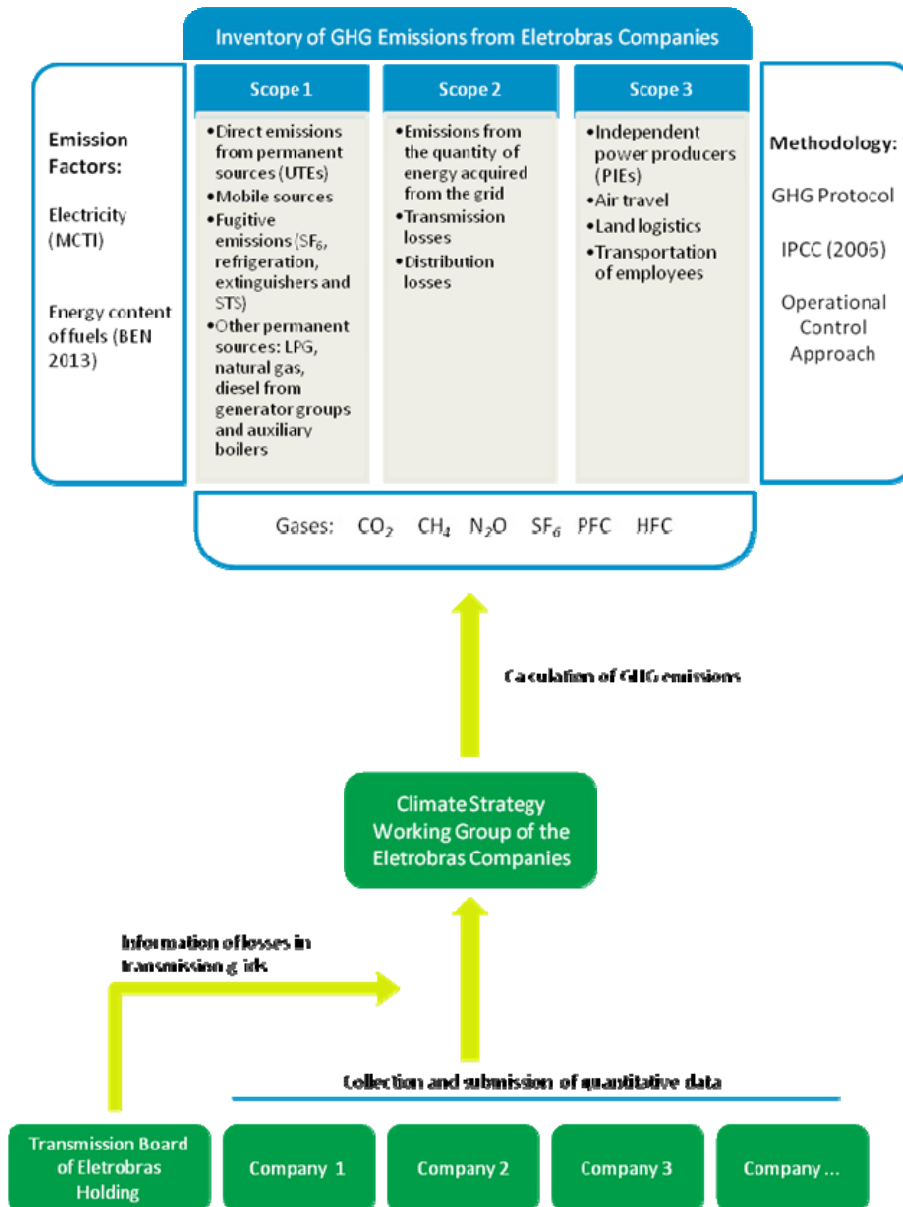 Inventory of GHG Emissions from Eletrobras Companies
Emission
Factors:
Electricity
(MCTI)
Energy content
of fuels (BEN
2013)
Scope 1
•Direct emissions
from permanent
sources (UTEs)
•Mobile sources
•Fugitive
emissions (SF₆,
refrigeration,
extinguishers and
STS)
•Other permanent
sources: LPG,
natural gas,
diesel from
generator groups
and auxiliary
boilers
Scope 2
•Emissions from
the quantity of
energy acquired
from the grid
•Transmission
losses
•Distribution
losses
Scope 3
•Independent
power producers
(PIEs)
•Air travel
•Land logistics
•Transportation
of employees
Methodology:
GHG Protocol
IPCC (2006)
Operational
Control
Approach
Gases: CO₂ CH₄ N₂O SF₆ PFC HFC
Caculation of GHG emissions
Climate Strategy
Working Group of the
Eletrobras Companies
Information of losses in
transmission
Collection and submission of quantitative data
Transmission Board
of Eletrobras
Holding
Company 1
Company 2
Company 3
Company ...